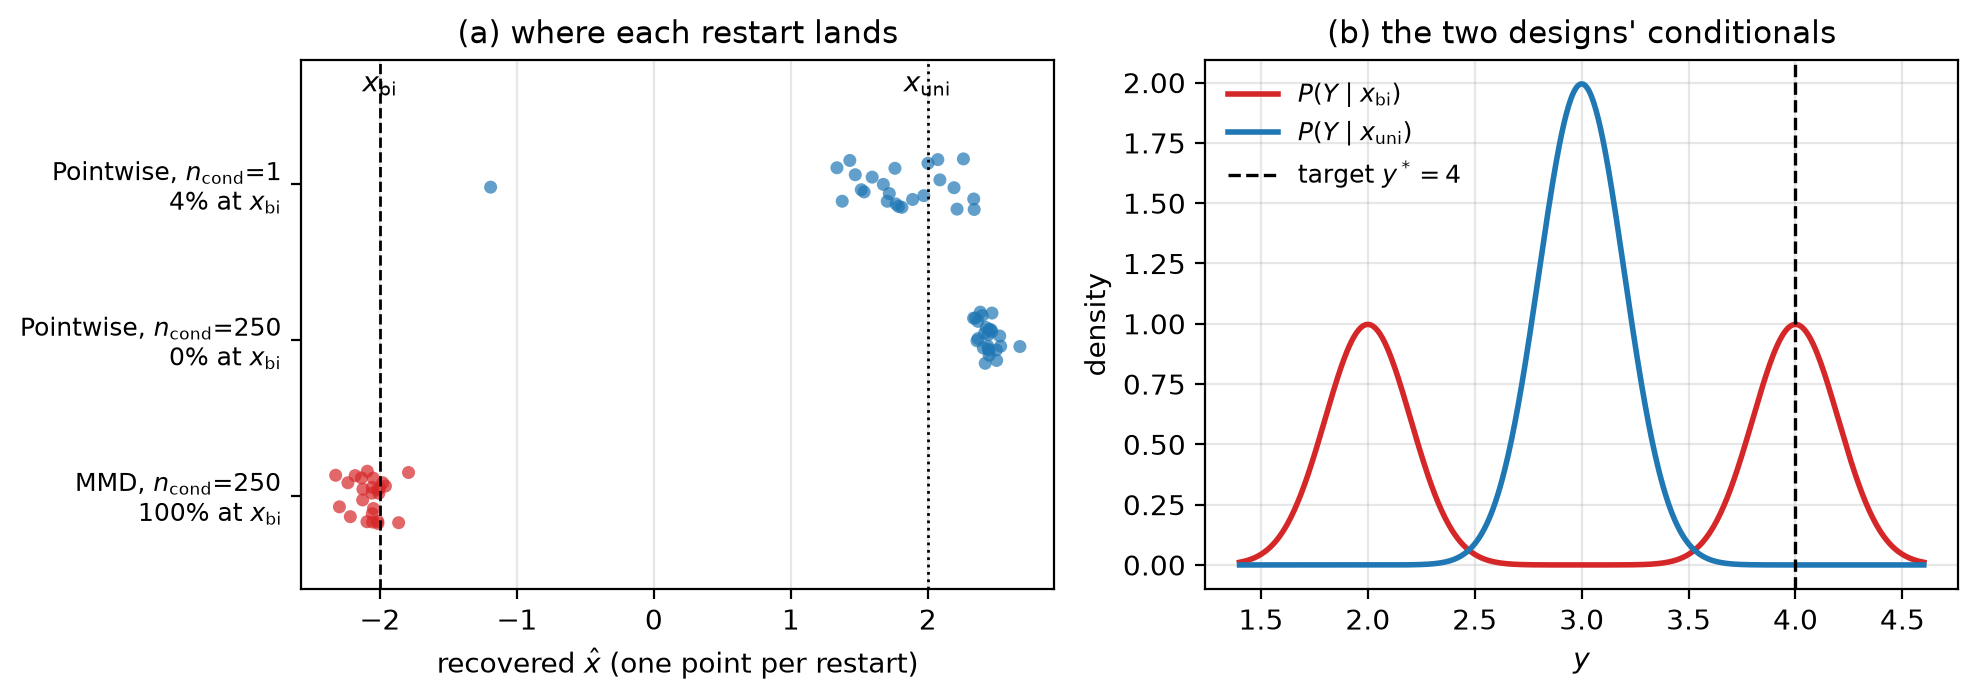 (a) where each restart lands
x_bi
x_uni
Pointwise, n_cond=1
4% at x_bi
Pointwise, n_cond=250
0% at x_bi
MMD, n_cond=250
100% at x_bi
−2 −1 0 1 2
recovered x̂ (one point per restart)
(b) the two designs' conditionals
P(Y | x_bi)
P(Y | x_uni)
target y* = 4
density
2.00
1.75
1.50
1.25
1.00
0.75
0.50
0.25
0.00
1.5 2.0 2.5 3.0 3.5 4.0 4.5
y